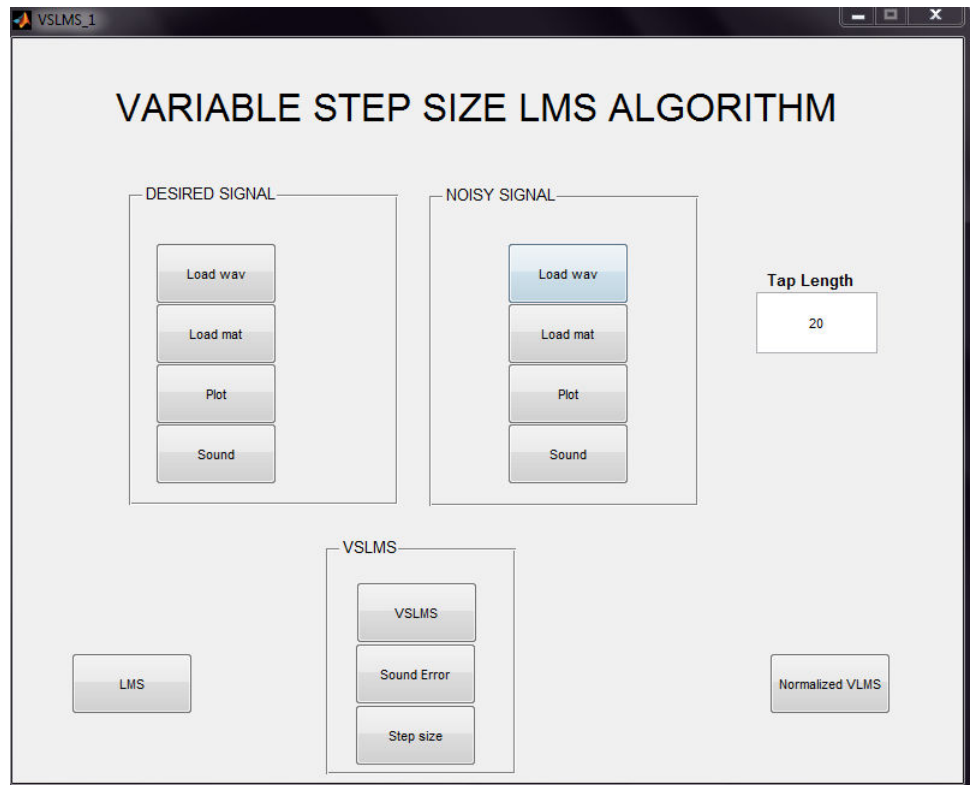 VSLMS_1
VARIABLE STEP SIZE LMS ALGORITHM
DESIRED SIGNAL
Load wav
Load mat
Plot
Sound
NOISY SIGNAL
Load wav
Load mat
Plot
Sound
Tap Length
20
VSLMS
VSLMS
Sound Error
Step size
LMS
Normalized VLMS